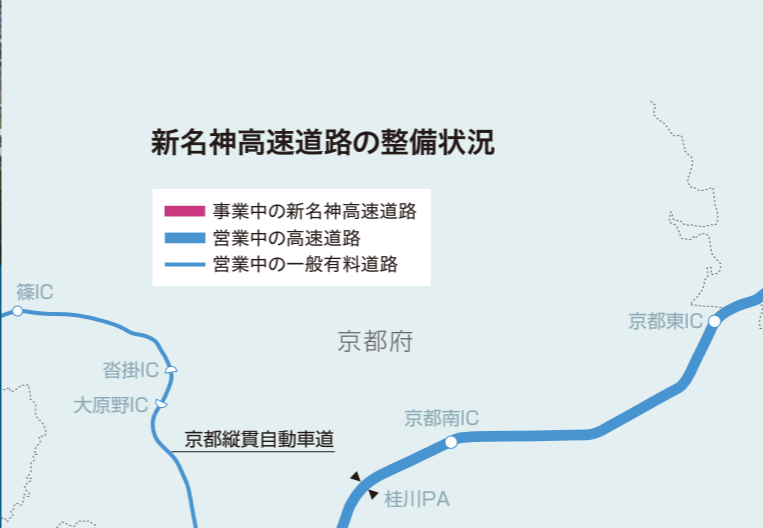 新名神高速道路の整備状況
事業中の新名神高速道路
営業中の高速道路
営業中の一般有料道路
篠IC
京都東IC
京都府
沓掛IC
大原野IC
京都南IC
京都縦貫自動車道
桂川PA